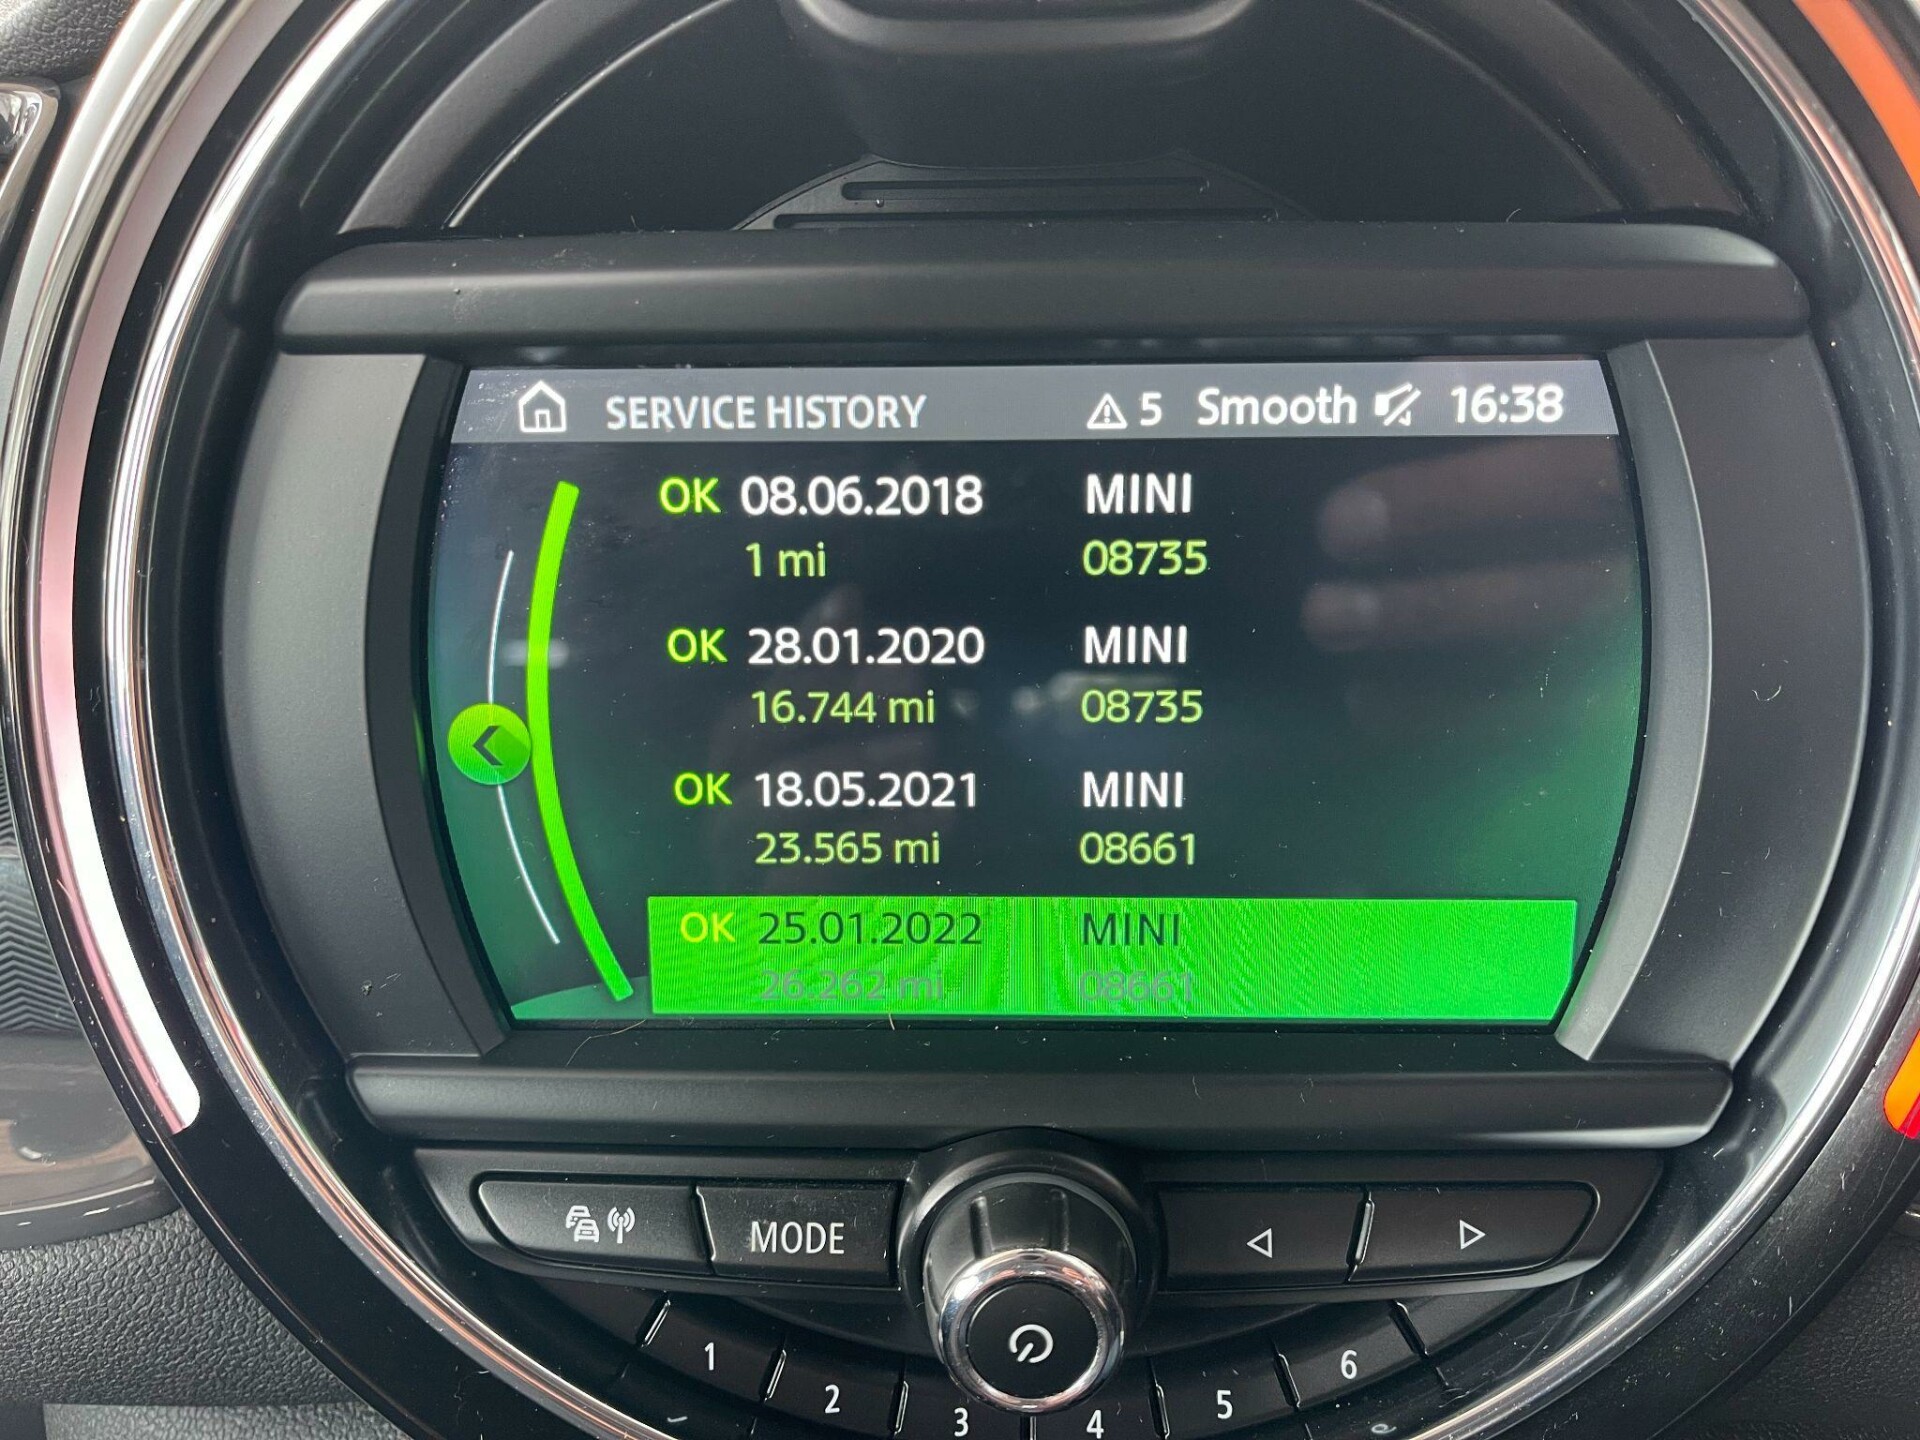 SERVICE HISTORY 5 Smooth 16:38
OK 08.06.2018 MINI
1 mi 08735
OK 28.01.2020 MINI
16.744 mi 08735
OK 18.05.2021 MINI
23.565 mi 08661
OK 25.01.2022 MINI
26.262 mi 08661
MODE
1 2 3 4 5 6